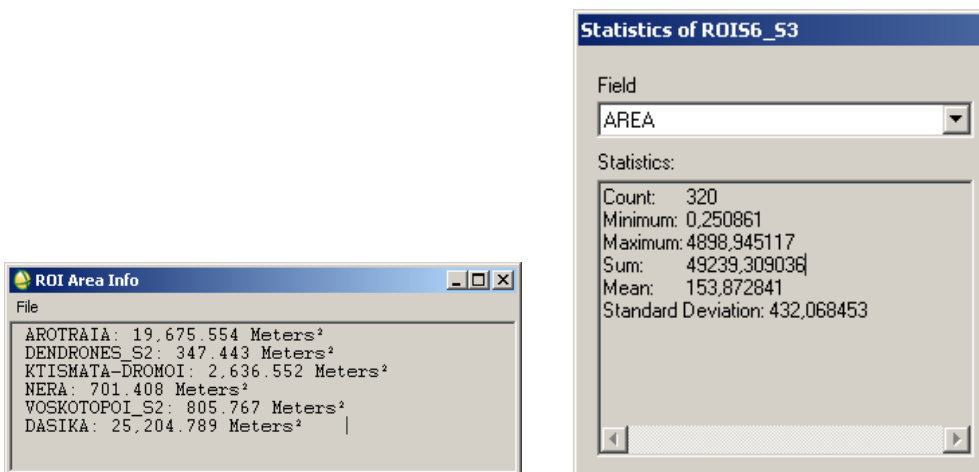 ROI Area Info
File
AROTRAIA: 19,675.554 Meters²
DENDRONES_S2: 347.443 Meters²
KTISMATA-DROMOI: 2,636.552 Meters²
NERA: 701.408 Meters²
VOSKOTOPOI_S2: 805.767 Meters²
DASIKA: 25,204.789 Meters²
Statistics of ROIS6_S3
Field
AREA
Statistics:
Count: 320
Minimum: 0,250861
Maximum: 4898,945117
Sum: 49239,309036
Mean: 153,872841
Standard Deviation: 432,068453